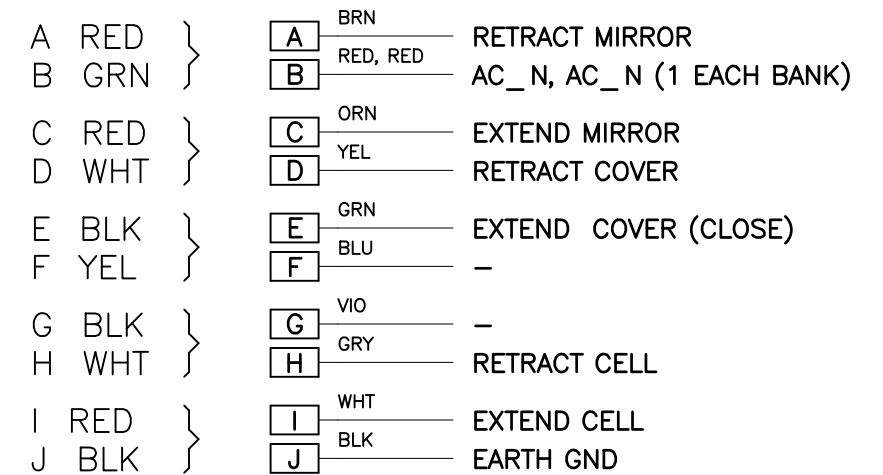 A RED } A BRN RETRACT MIRROR
B GRN B RED, RED AC_N, AC_N (1 EACH BANK)
C RED } C ORN EXTEND MIRROR
D WHT D YEL RETRACT COVER
E BLK } E GRN EXTEND COVER (CLOSE)
F YEL F BLU –
G BLK } G VIO –
H WHT H GRY RETRACT CELL
I RED } I WHT EXTEND CELL
J BLK J BLK EARTH GND